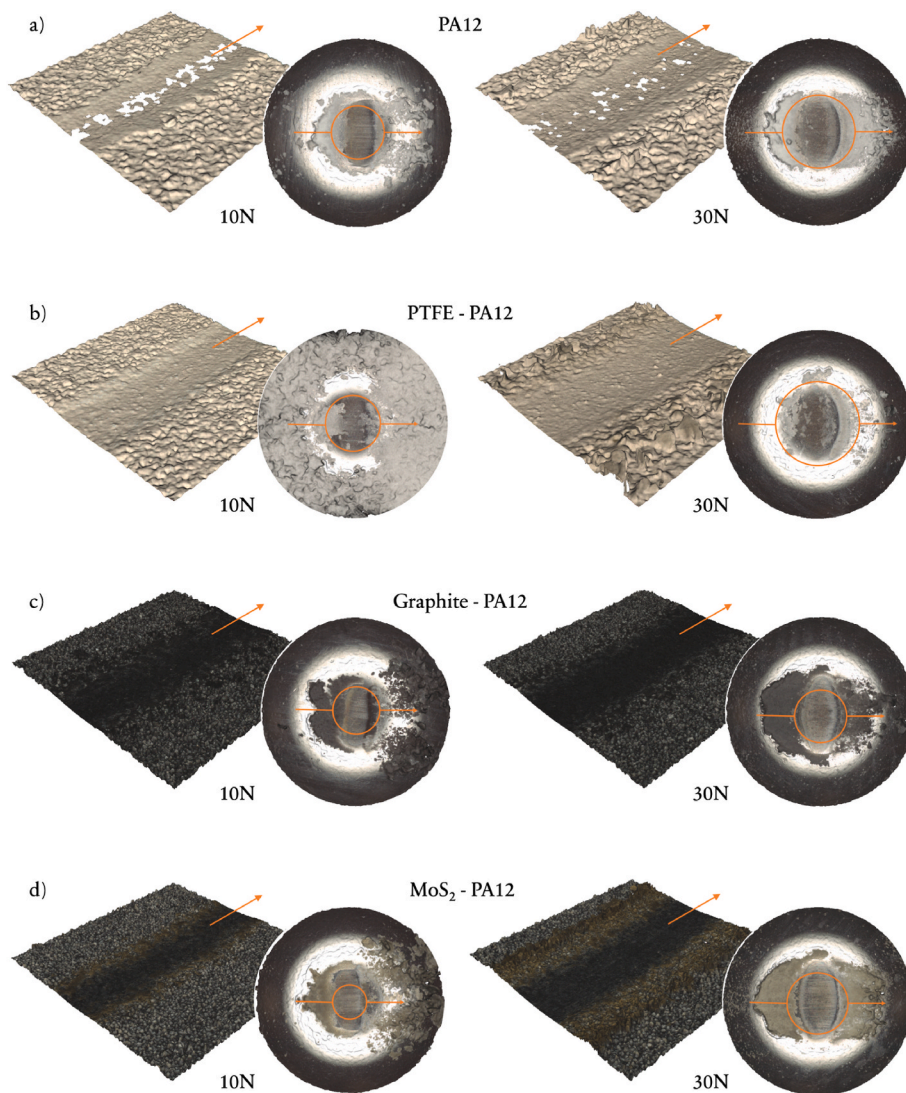 a) PA12
10N 30N
b) PTFE - PA12
10N 30N
c) Graphite - PA12
10N 30N
d) MoS₂ - PA12
10N 30N